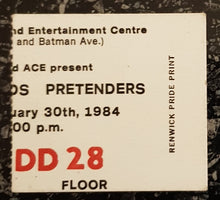 nd Entertainment Centre
and Batman Ave.)
d ACE present
DS PRETENDERS
uary 30th, 1984
00 p.m.
DD 28
FLOOR
RENWICK PRIDE PRINT